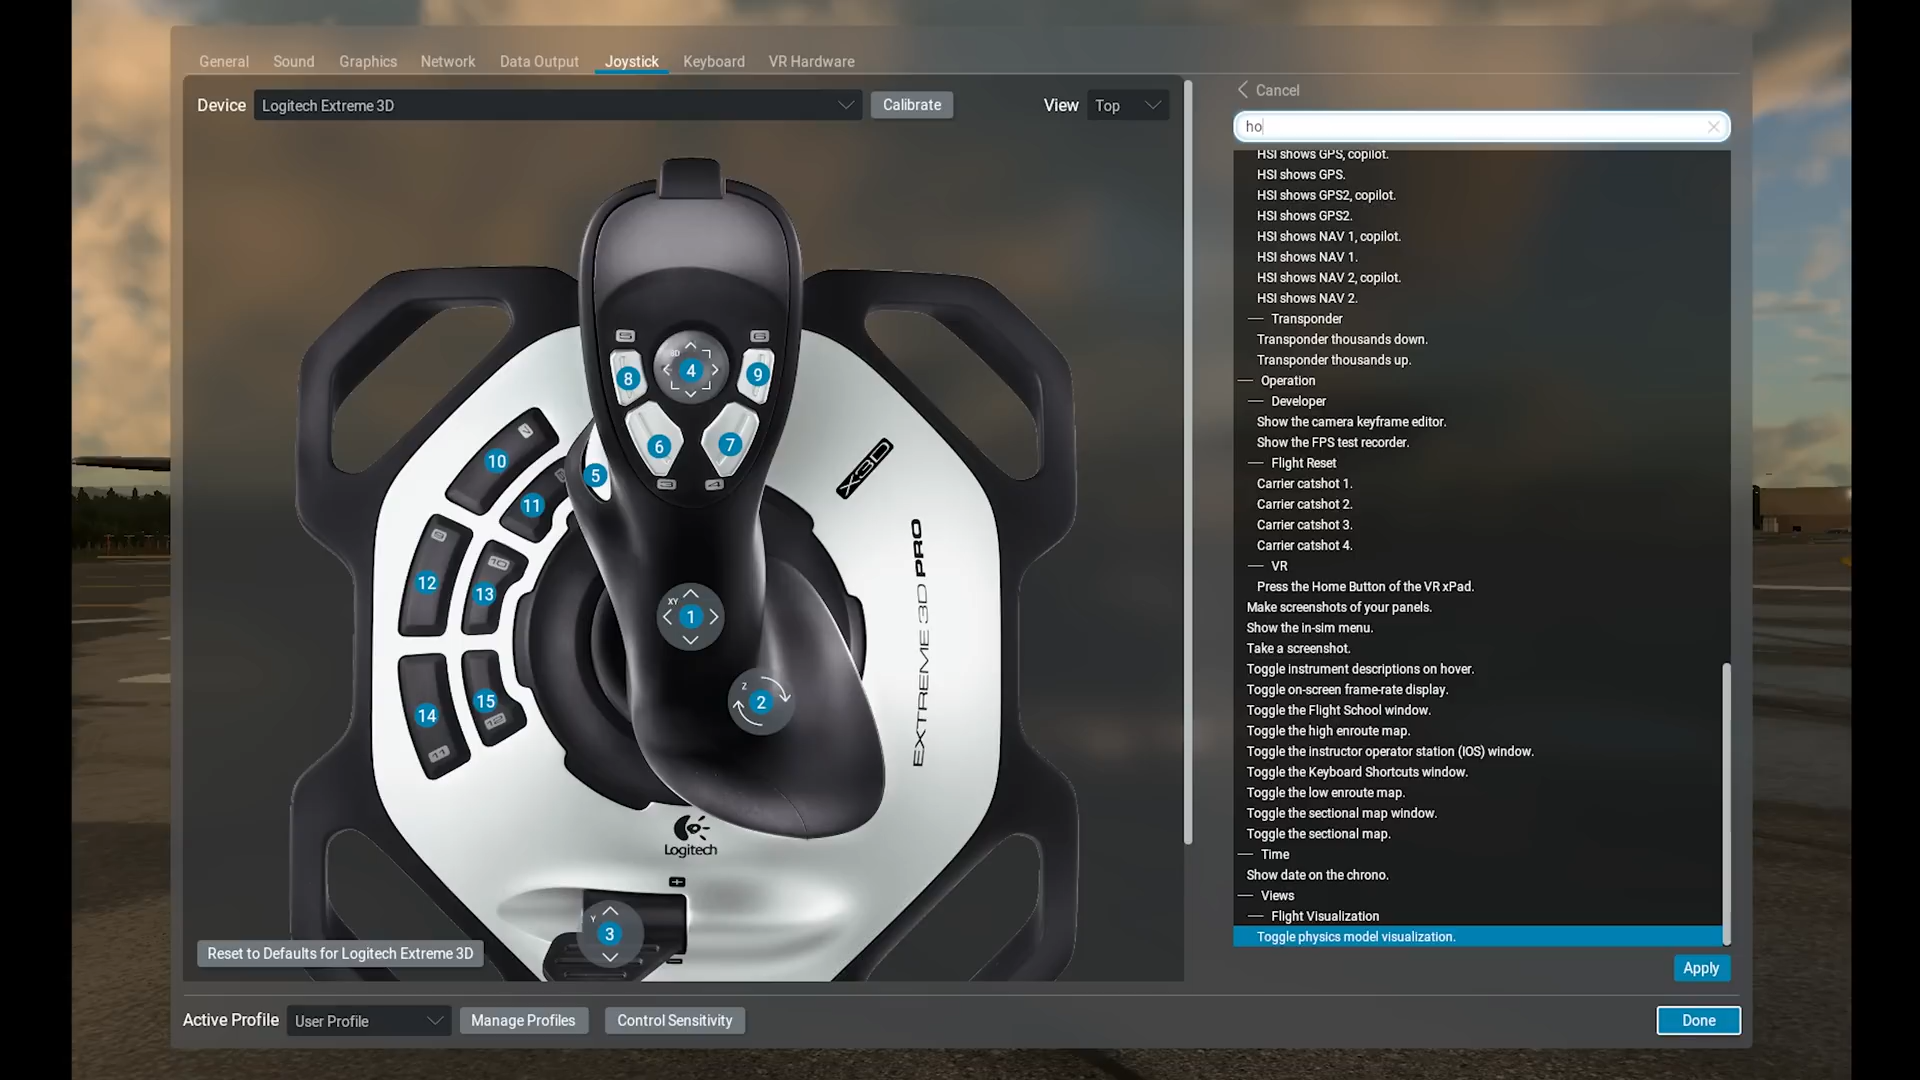 General Sound Graphics Network Data Output Joystick Keyboard VR Hardware
Device Logitech Extreme 3D Calibrate View Top
Cancel
ho
HSI shows GPS, copilot.
HSI shows GPS.
HSI shows GPS2, copilot.
HSI shows GPS2.
HSI shows NAV 1, copilot.
HSI shows NAV 1.
HSI shows NAV 2, copilot.
HSI shows NAV 2.
Transponder
Transponder thousands down.
Transponder thousands up.
Operation
Developer
Show the camera keyframe editor.
Show the FPS test recorder.
Flight Reset
Carrier catshot 1.
Carrier catshot 2.
Carrier catshot 3.
Carrier catshot 4.
VR
Press the Home Button of the VR xPad.
Make screenshots of your panels.
Show the in-sim menu.
Take a screenshot.
Toggle instrument descriptions on hover.
Toggle on-screen frame-rate display.
Toggle the Flight School window.
Toggle the high enroute map.
Toggle the instructor operator station (IOS) window.
Toggle the Keyboard Shortcuts window.
Toggle the low enroute map.
Toggle the sectional map window.
Toggle the sectional map.
Time
Show date on the chrono.
Views
Flight Visualization
Toggle physics model visualization.
Apply
5 6
8 4 9
6 7
3 4
7
10
5
11
X3D
9
12
10
13
XY
1
EXTREME 3D PRO
Z
2
14
11
15
12
Logitech
Y
3
Reset to Defaults for Logitech Extreme 3D
Active Profile User Profile Manage Profiles Control Sensitivity Done